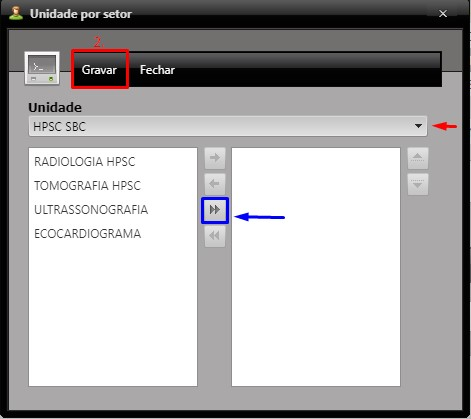 Unidade por setor
2
Gravar
Fechar
Unidade
HPSC SBC
RADIOLOGIA HPSC
TOMOGRAFIA HPSC
ULTRASSONOGRAFIA
ECOCARDIOGRAMA